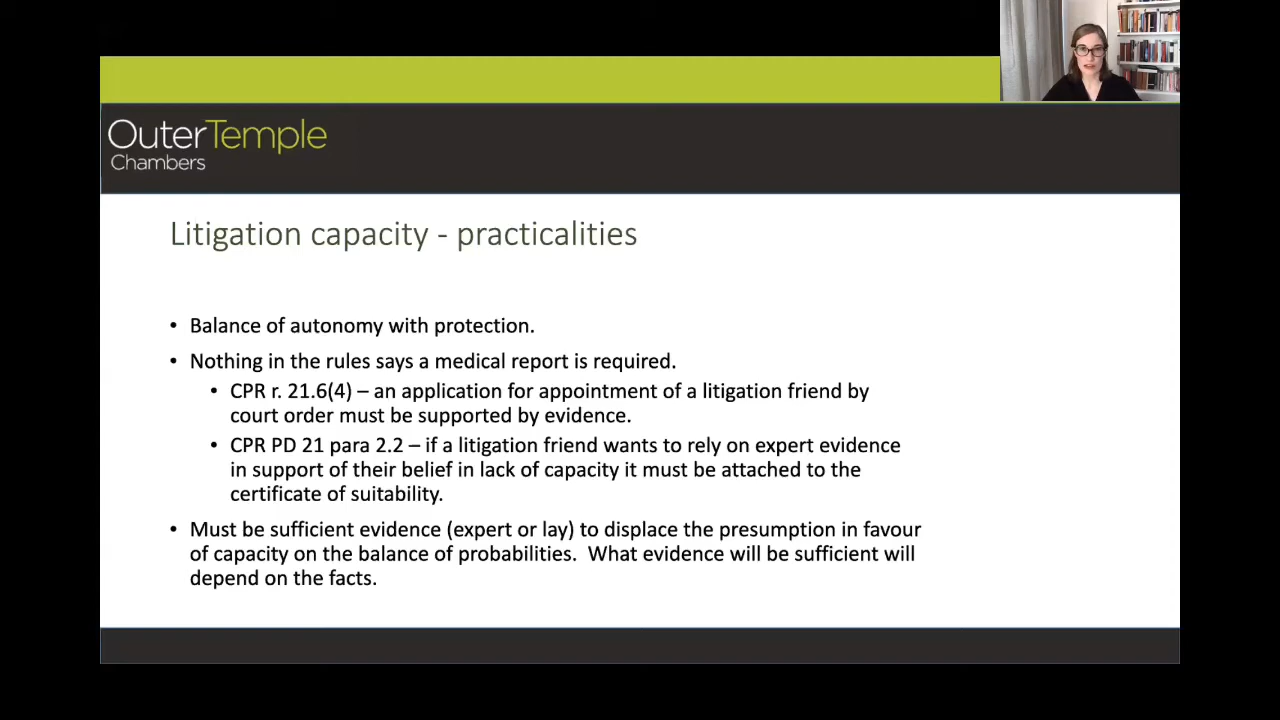 OuterTemple
Chambers
Litigation capacity - practicalities
• Balance of autonomy with protection.
• Nothing in the rules says a medical report is required.
• CPR r. 21.6(4) – an application for appointment of a litigation friend by
court order must be supported by evidence.
• CPR PD 21 para 2.2 – if a litigation friend wants to rely on expert evidence
in support of their belief in lack of capacity it must be attached to the
certificate of suitability.
• Must be sufficient evidence (expert or lay) to displace the presumption in favour
of capacity on the balance of probabilities.  What evidence will be sufficient will
depend on the facts.